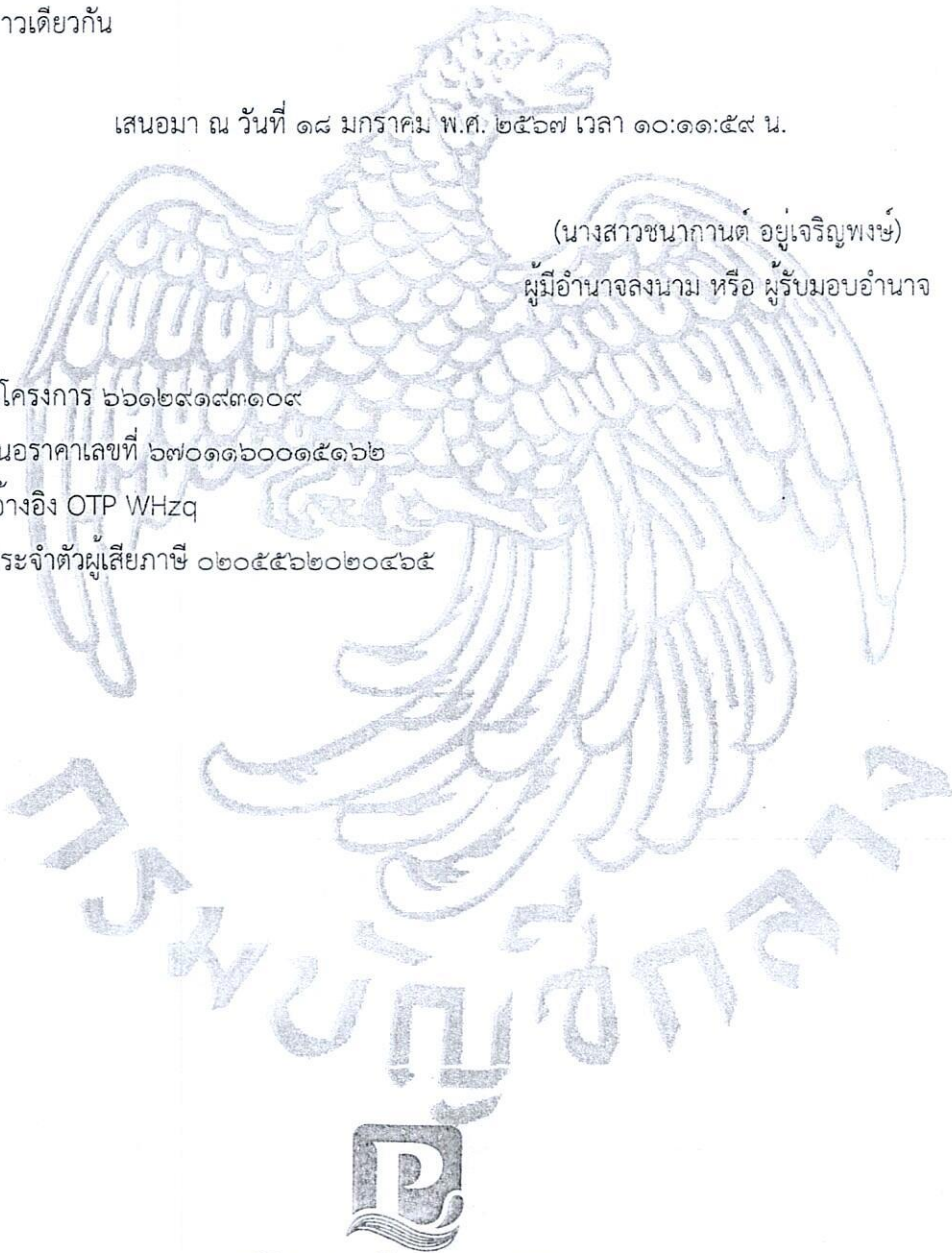 าวเดียวกัน
เสนอมา ณ วันที่ ๑๘ มกราคม พ.ศ. ๒๕๖๗ เวลา ๑๐:๑๑:๕๙ น.
(นางสาวชนากานต์ อยู่เจริญพงษ์)
ผู้มีอำนาจลงนาม หรือ ผู้รับมอบอำนาจ
โครงการ ๖๖๑๒๙๑๙๓๑๐๙
นอราคาเลขที่ ๖๗๐๑๑๖๐๐๑๕๑๖๒
อ้างอิง OTP WHzq
ระจำตัวผู้เสียภาษี ๐๒๐๕๕๖๒๐๒๐๔๖๕
กรมบัญชีกลาง
P